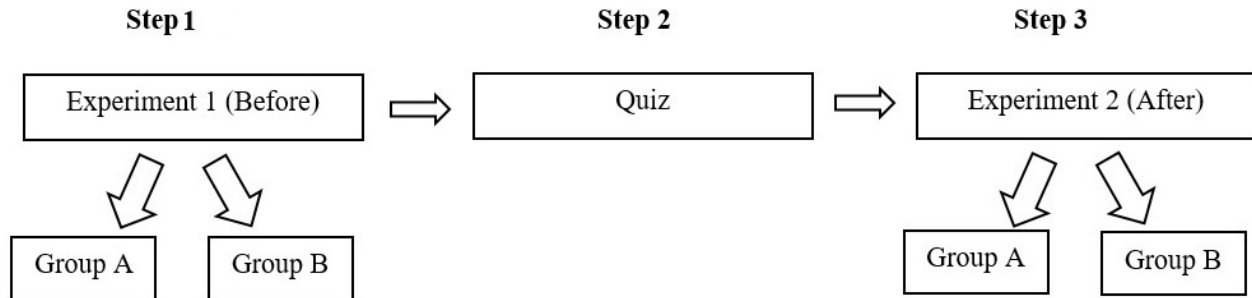 Step 1 Step 2 Step 3
Experiment 1 (Before) Quiz Experiment 2 (After)
Group A Group B Group A Group B